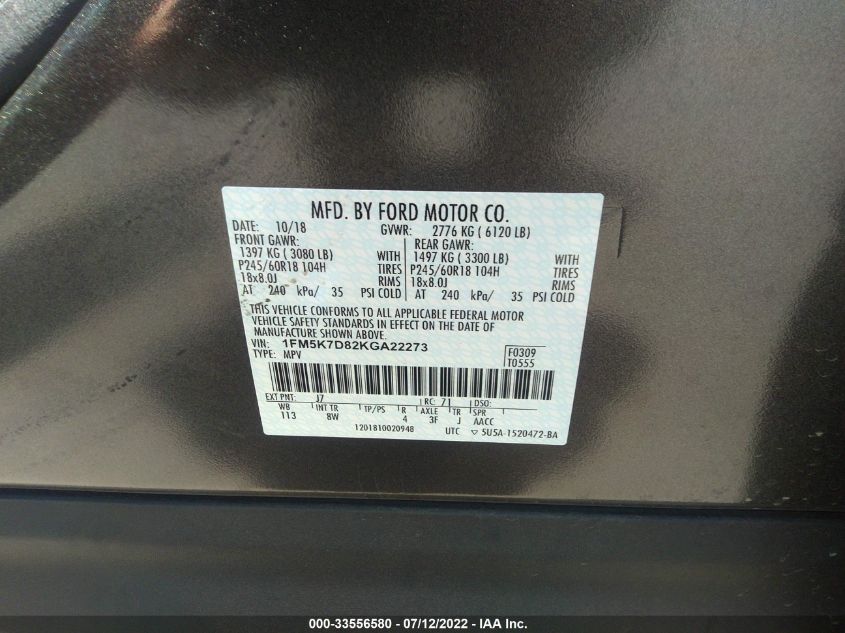 MFD. BY FORD MOTOR CO.
DATE: 10/18 GVWR: 2776 KG ( 6120 LB)
FRONT GAWR: REAR GAWR:
1397 KG ( 3080 LB) WITH 1497 KG ( 3300 LB) WITH
P245/60R18 104H TIRES P245/60R18 104H TIRES
18x8.0J RIMS 18x8.0J RIMS
AT 240 kPa/ 35 PSI COLD AT 240 kPa/ 35 PSI COLD
THIS VEHICLE CONFORMS TO ALL APPLICABLE FEDERAL MOTOR
VEHICLE SAFETY STANDARDS IN EFFECT ON THE DATE OF
MANUFACTURE SHOWN ABOVE.
VIN: 1FM5K7D82KGA22273 F0309
TYPE: MPV T0555
EXT PNT: J7 RC: 71 DSO:
WB INT TR TP/PS R AXLE TR SPR
113 8W 4 3F J AACC
1201810020948 UTC ▽ 5U5A-1520472-BA
000-33556580 - 07/12/2022 - IAA Inc.